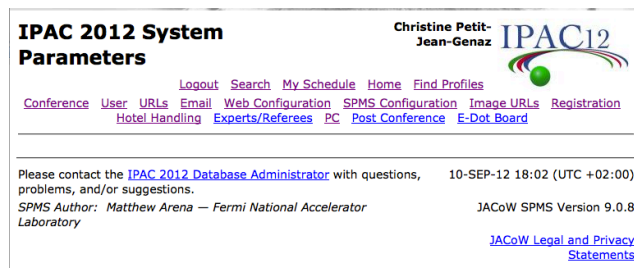 IPAC 2012 System
Parameters
Christine Petit-
Jean-Genaz
IPAC12
Logout Search My Schedule Home Find Profiles
Conference User URLs Email Web Configuration SPMS Configuration Image URLs Registration
Hotel Handling Experts/Referees PC Post Conference E-Dot Board
Please contact the IPAC 2012 Database Administrator with questions,
problems, and/or suggestions.
10-SEP-12 18:02 (UTC +02:00)
SPMS Author: Matthew Arena — Fermi National Accelerator
Laboratory
JACoW SPMS Version 9.0.8
JACoW Legal and Privacy
Statements